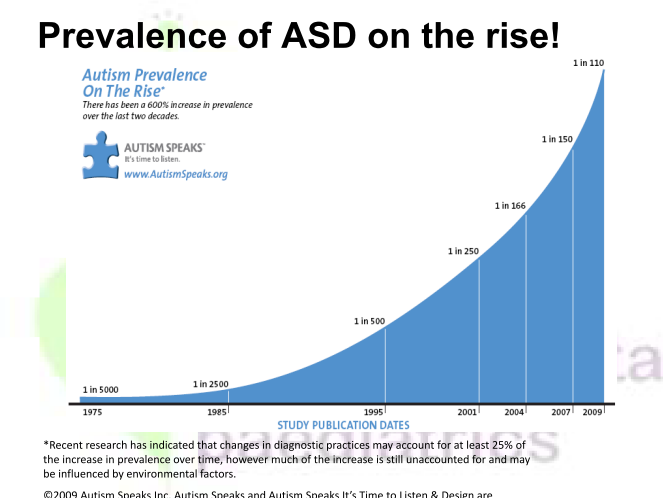 Prevalence of ASD on the rise!
Autism Prevalence
On The Rise*
There has been a 600% increase in prevalence
over the last two decades.
AUTISM SPEAKS™
It's time to listen.
www.AutismSpeaks.org
1 in 110
1 in 150
1 in 166
1 in 250
1 in 500
1 in 2500
1 in 5000
1975 1985 1995 2001 2004 2007 2009
STUDY PUBLICATION DATES
*Recent research has indicated that changes in diagnostic practices may account for at least 25% of
the increase in prevalence over time, however much of the increase is still unaccounted for and may
be influenced by environmental factors.
©2009 Autism Speaks Inc. Autism Speaks and Autism Speaks It's Time to Listen & Design are
paediatrics